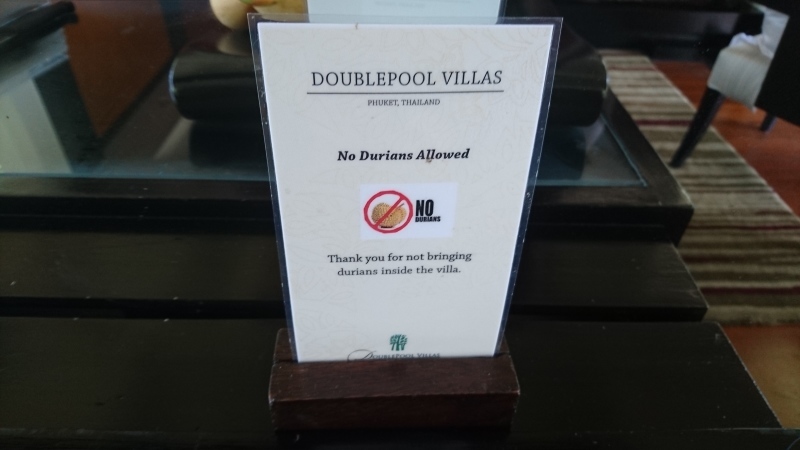 DOUBLEPOOL VILLAS
PHUKET, THAILAND
No Durians Allowed
NO
DURIANS
Thank you for not bringing
durians inside the villa.
DOUBLEPOOL VILLAS